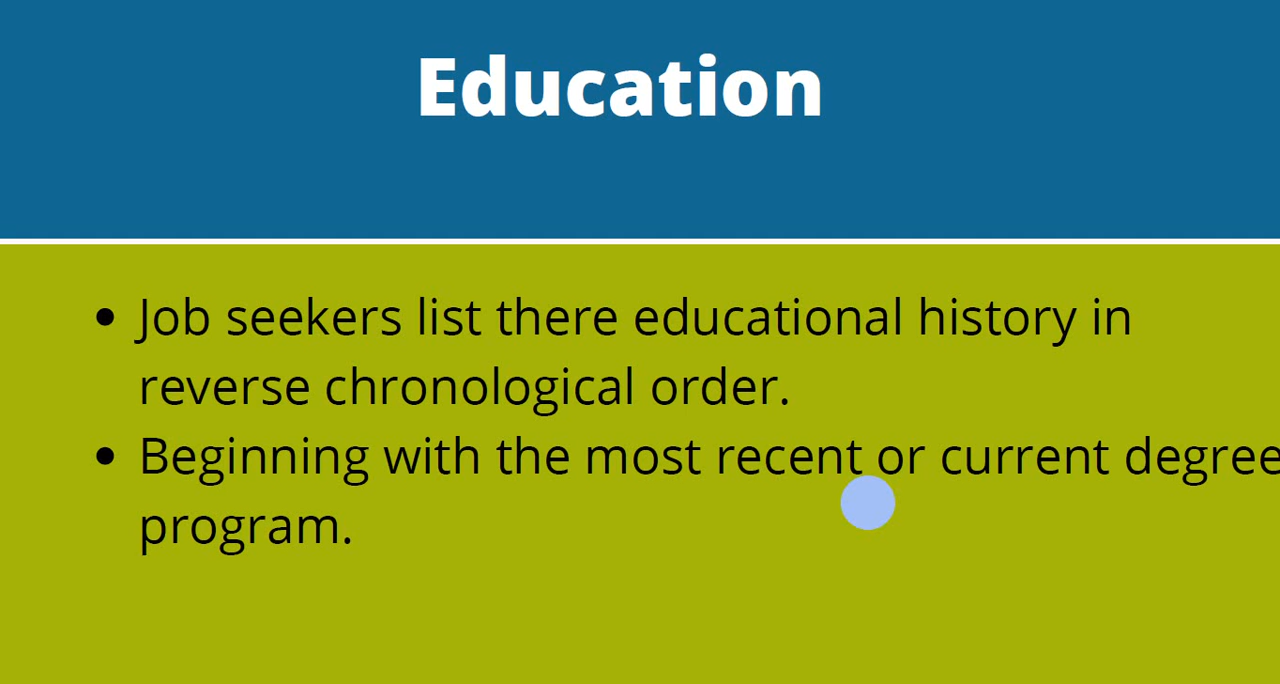 Education
• Job seekers list there educational history in
reverse chronological order.
• Beginning with the most recent or current degree
program.